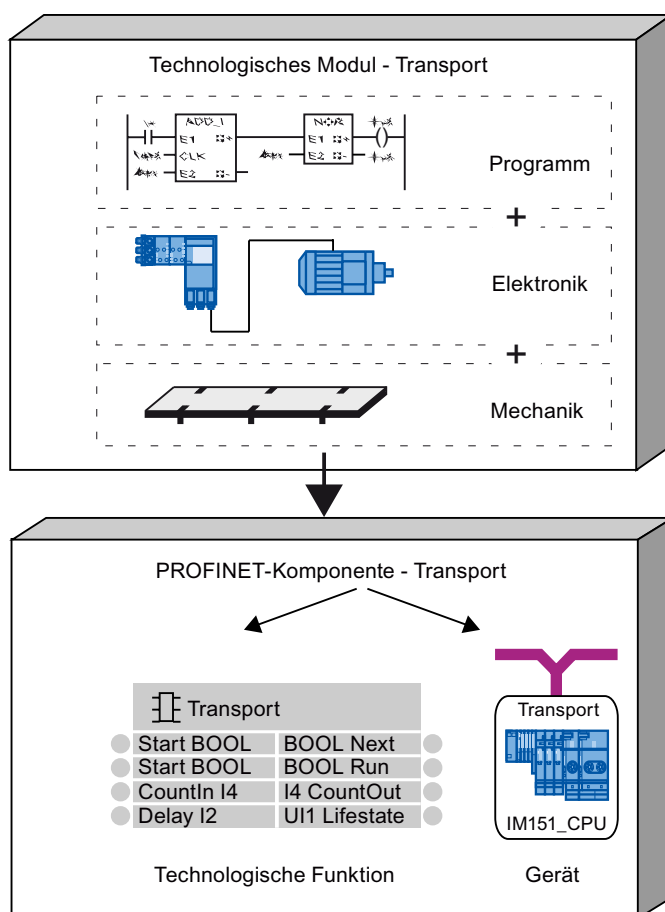 Technologisches Modul - Transport
ADD_I
E1
CLK
E2
E1
E2
Programm
+
Elektronik
+
Mechanik
PROFINET-Komponente - Transport
Transport
Start BOOL BOOL Next
Start BOOL BOOL Run
CountIn I4 I4 CountOut
Delay I2 UI1 Lifestate
Transport
IM151_CPU
Technologische Funktion
Gerät